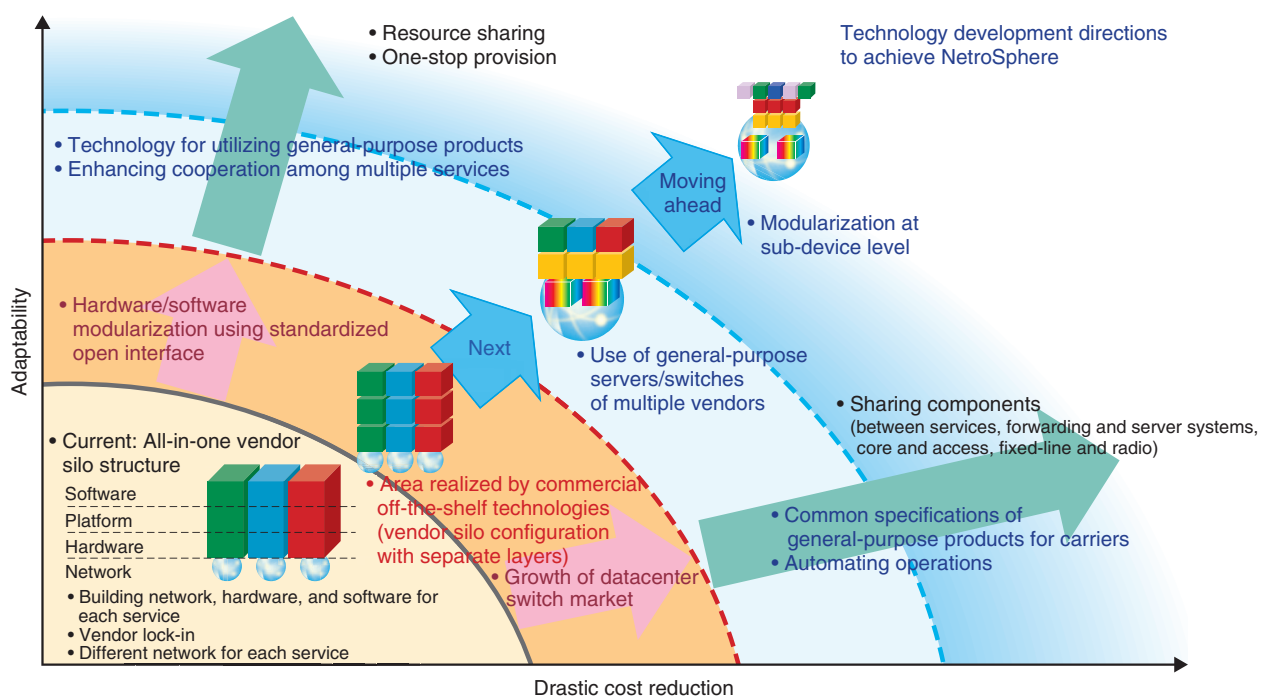 • Resource sharing
• One-stop provision
Technology development directions
to achieve NetroSphere
• Technology for utilizing general-purpose products
• Enhancing cooperation among multiple services
Moving
ahead
• Modularization at
sub-device level
• Hardware/software
modularization using standardized
open interface
Next
• Use of general-purpose
servers/switches
of multiple vendors
Adaptability
• Sharing components
(between services, forwarding and server systems,
core and access, fixed-line and radio)
• Current: All-in-one vendor
silo structure
Software
Platform
Hardware
Network
• Area realized by commercial
off-the-shelf technologies
(vendor silo configuration
with separate layers)
• Common specifications of
general-purpose products for carriers
• Automating operations
• Growth of datacenter
switch market
• Building network, hardware, and software for
each service
• Vendor lock-in
• Different network for each service
Drastic cost reduction